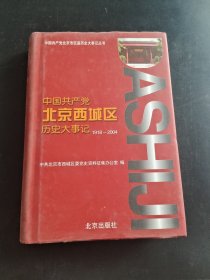 中国共产党北京市区县历史大事记丛书
DASHIJI
中国共产党
北京西城区
历史大事记 1950－2004
中共北京市西城区委党史资料征集办公室 编
北京出版社